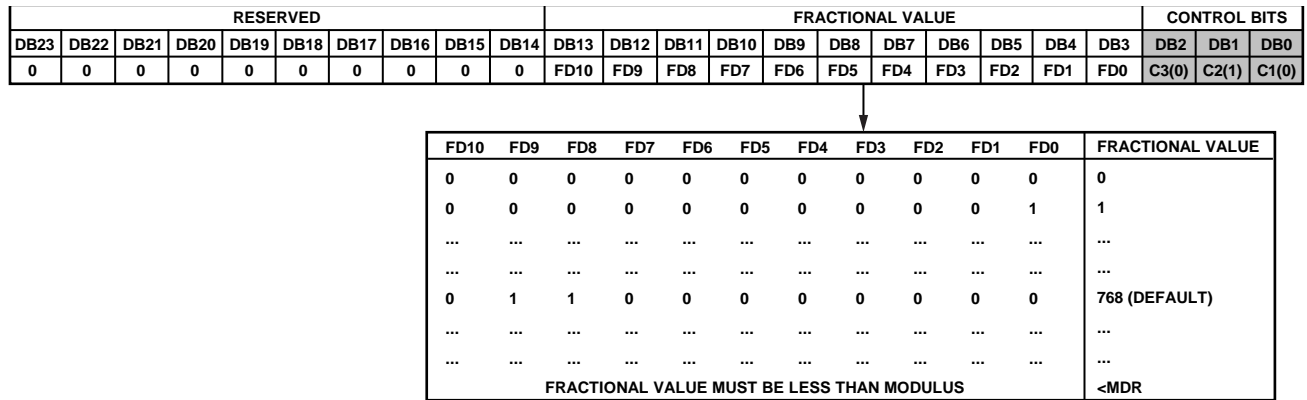 RESERVED FRACTIONAL VALUE CONTROL BITS
DB23 DB22 DB21 DB20 DB19 DB18 DB17 DB16 DB15 DB14 DB13 DB12 DB11 DB10 DB9 DB8 DB7 DB6 DB5 DB4 DB3 DB2 DB1 DB0
0 0 0 0 0 0 0 0 0 0 FD10 FD9 FD8 FD7 FD6 FD5 FD4 FD3 FD2 FD1 FD0 C3(0) C2(1) C1(0)
FD10 FD9 FD8 FD7 FD6 FD5 FD4 FD3 FD2 FD1 FD0 FRACTIONAL VALUE
0 0 0 0 0 0 0 0 0 0 0 0
0 0 0 0 0 0 0 0 0 0 1 1
... ... ... ... ... ... ... ... ... ... ... ...
... ... ... ... ... ... ... ... ... ... ... ...
0 1 1 0 0 0 0 0 0 0 0 768 (DEFAULT)
... ... ... ... ... ... ... ... ... ... ... ...
... ... ... ... ... ... ... ... ... ... ... ...
FRACTIONAL VALUE MUST BE LESS THAN MODULUS <MDR